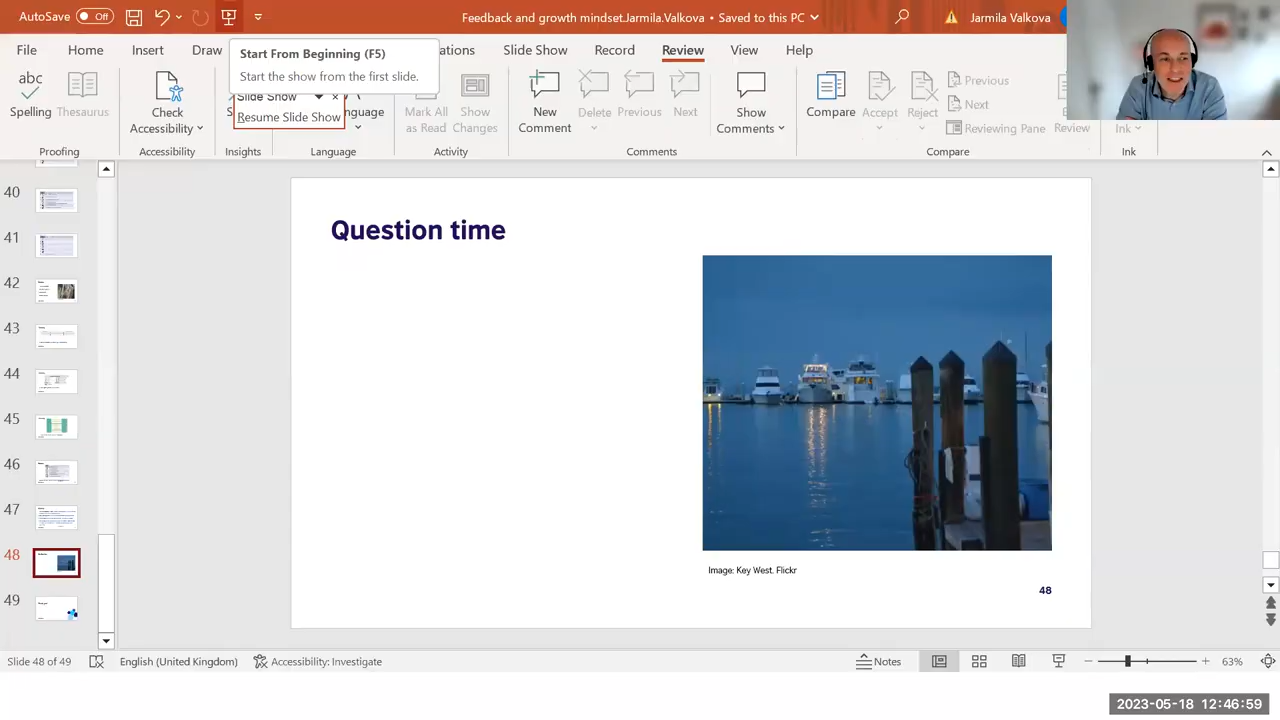 AutoSave Off Feedback and growth mindset.Jarmila.Valkova • Saved to this PC Jarmila Valkova
File Home Insert Draw ations Slide Show Record Review View Help
Start From Beginning (F5)
Start the show from the first slide.
Slide Show
Resume Slide Show
abc
Spelling Thesaurus
Check
Accessibility
nguage
Mark All
as Read
Show
Changes
New
Comment
Delete Previous Next
Show
Comments
Compare Accept Reject
Previous
Next
Reviewing Pane
Review
Ink
Proofing Accessibility Insights Language Activity Comments Compare Ink
40
41
42
43
44
45
46
47
48
49
Question time
Image: Key West. Flickr
48
Slide 48 of 49 English (United Kingdom) Accessibility: Investigate Notes 63%
2023-05-18 12:46:59